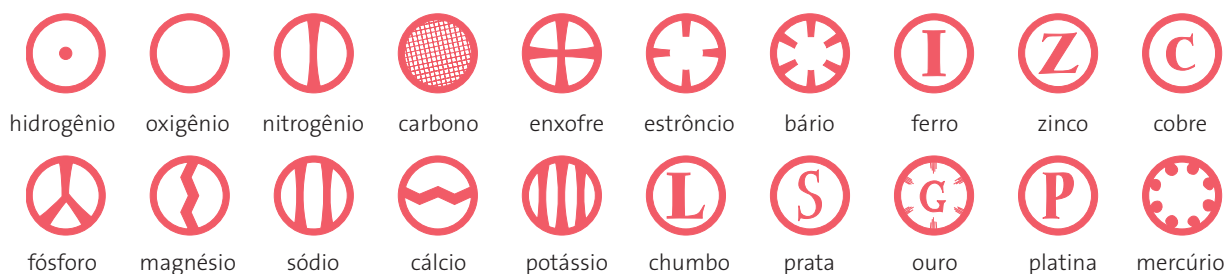 I Z C
hidrogênio oxigênio nitrogênio carbono enxofre estrôncio bário ferro zinco cobre
L S G P
fósforo magnésio sódio cálcio potássio chumbo prata ouro platina mercúrio